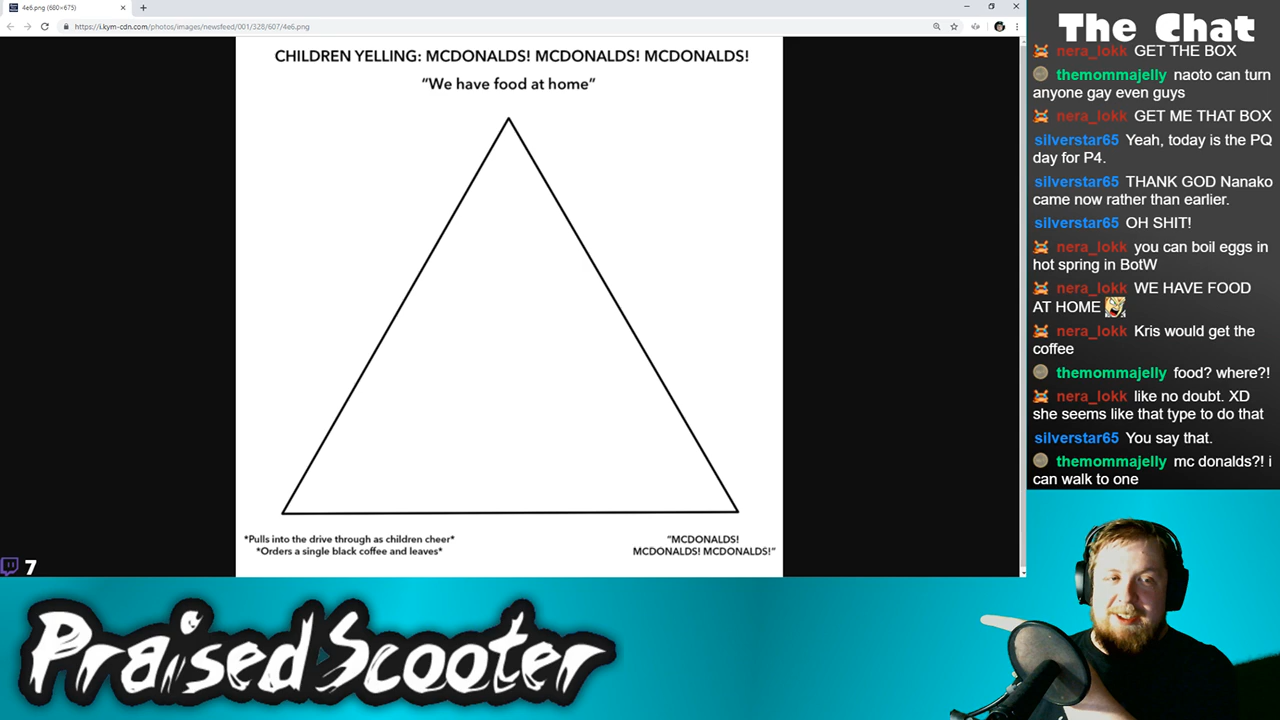 4e6.png (680×675)
https://i.kym-cdn.com/photos/images/newsfeed/001/328/607/4e6.png
CHILDREN YELLING: MCDONALDS! MCDONALDS! MCDONALDS!
“We have food at home”
*Pulls into the drive through as children cheer*
*Orders a single black coffee and leaves*
“MCDONALDS!
MCDONALDS! MCDONALDS!”
7
PraisedScooter
The Chat
nera_lokk GET THE BOX
themommajelly naoto can turn
anyone gay even guys
nera_lokk GET ME THAT BOX
silverstar65 Yeah, today is the PQ
day for P4.
silverstar65 THANK GOD Nanako
came now rather than earlier.
silverstar65 OH SHIT!
nera_lokk you can boil eggs in
hot spring in BotW
nera_lokk WE HAVE FOOD
AT HOME
nera_lokk Kris would get the
coffee
themommajelly food? where?!
nera_lokk like no doubt. XD
she seems like that type to do that
silverstar65 You say that.
themommajelly mc donalds?! i
can walk to one